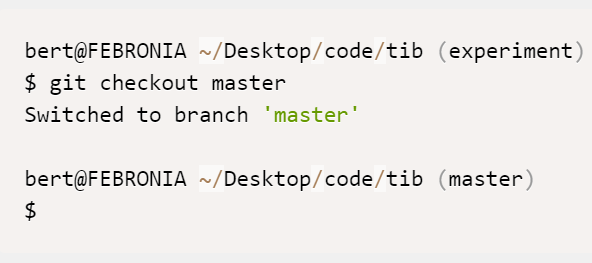 bert@FEBRONIA ~/Desktop/code/tib (experiment)
$ git checkout master
Switched to branch 'master'
bert@FEBRONIA ~/Desktop/code/tib (master)
$